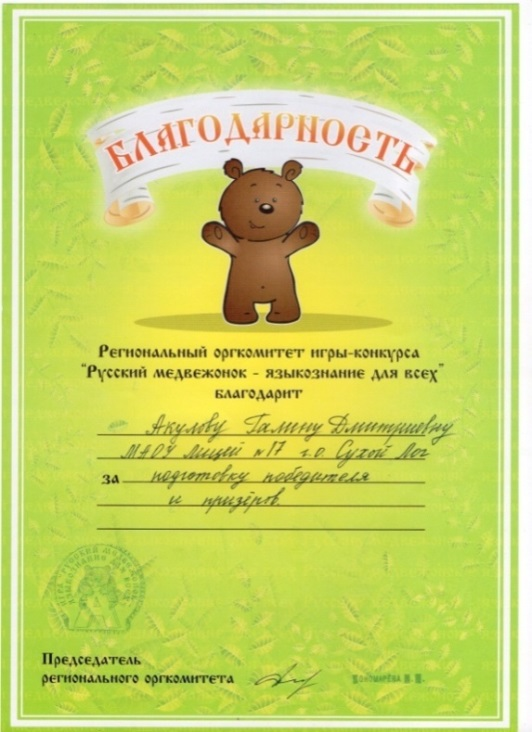 БЛАГОДАРНОСТЬ
Региональный оргкомитет игры-конкурса
"Русский медвежонок - языкознание для всех"
благодарит
Акулову Галину Дмитриевну
МАОУ Лицей №17 г.о. Сухой Лог
за подготовку победителя
и призёров.
Председатель
регионального оргкомитета
Пономарёва И. И.